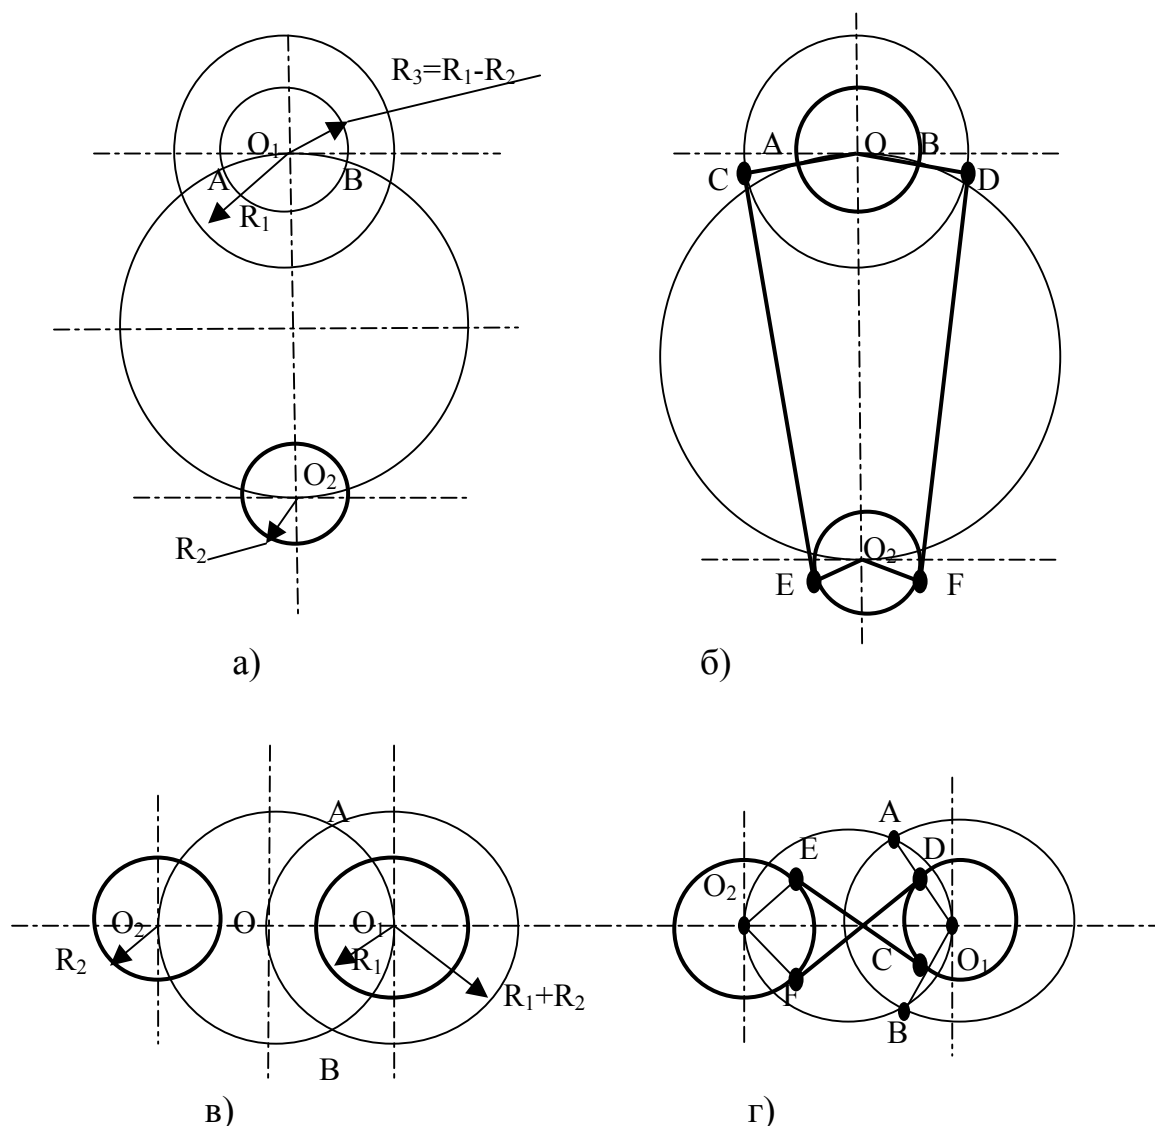 R₃=R₁-R₂
O₁
A
B
R₁
O₂
R₂
а)
A
O
B
C
D
O₂
E
F
б)
A
O₂
O
O₁
R₂
R₁
R₁+R₂
B
в)
A
E
D
O₂
C
O₁
F
B
г)